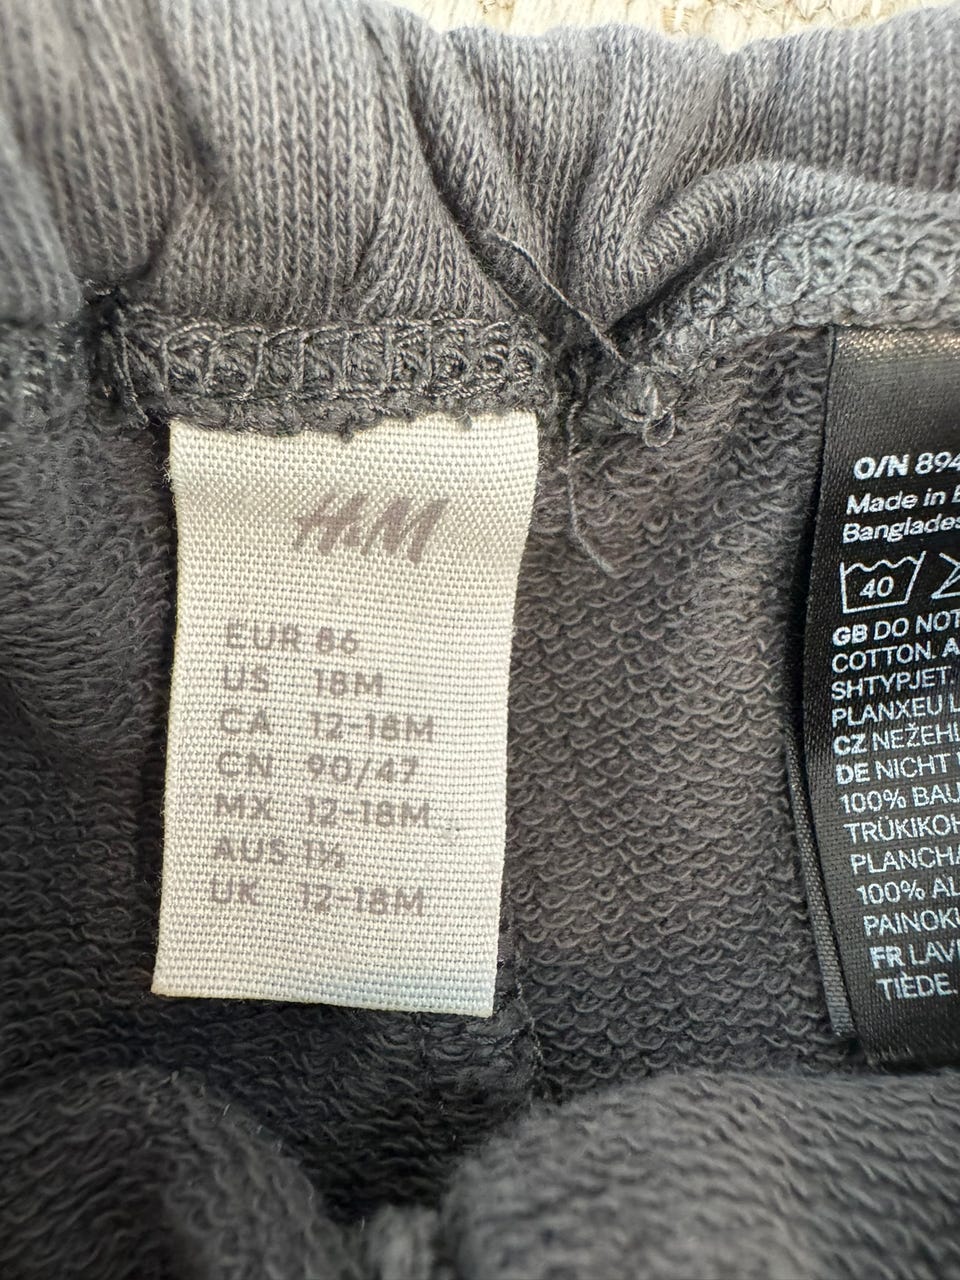 H&M
EUR 86
US 18M
CA 12-18M
CN 90/47
MX 12-18M
AUS 1½
UK 12-18M
O/N 894
Made in B
Banglades
40
GB DO NOT
COTTON. A
SHTYPJET.
PLANXEU L
CZ NEŽEHL
DE NICHT
100% BAU
TRÜKIKOH
PLANCHA
100% AL
PAINOKU
FR LAV
TIÈDE.